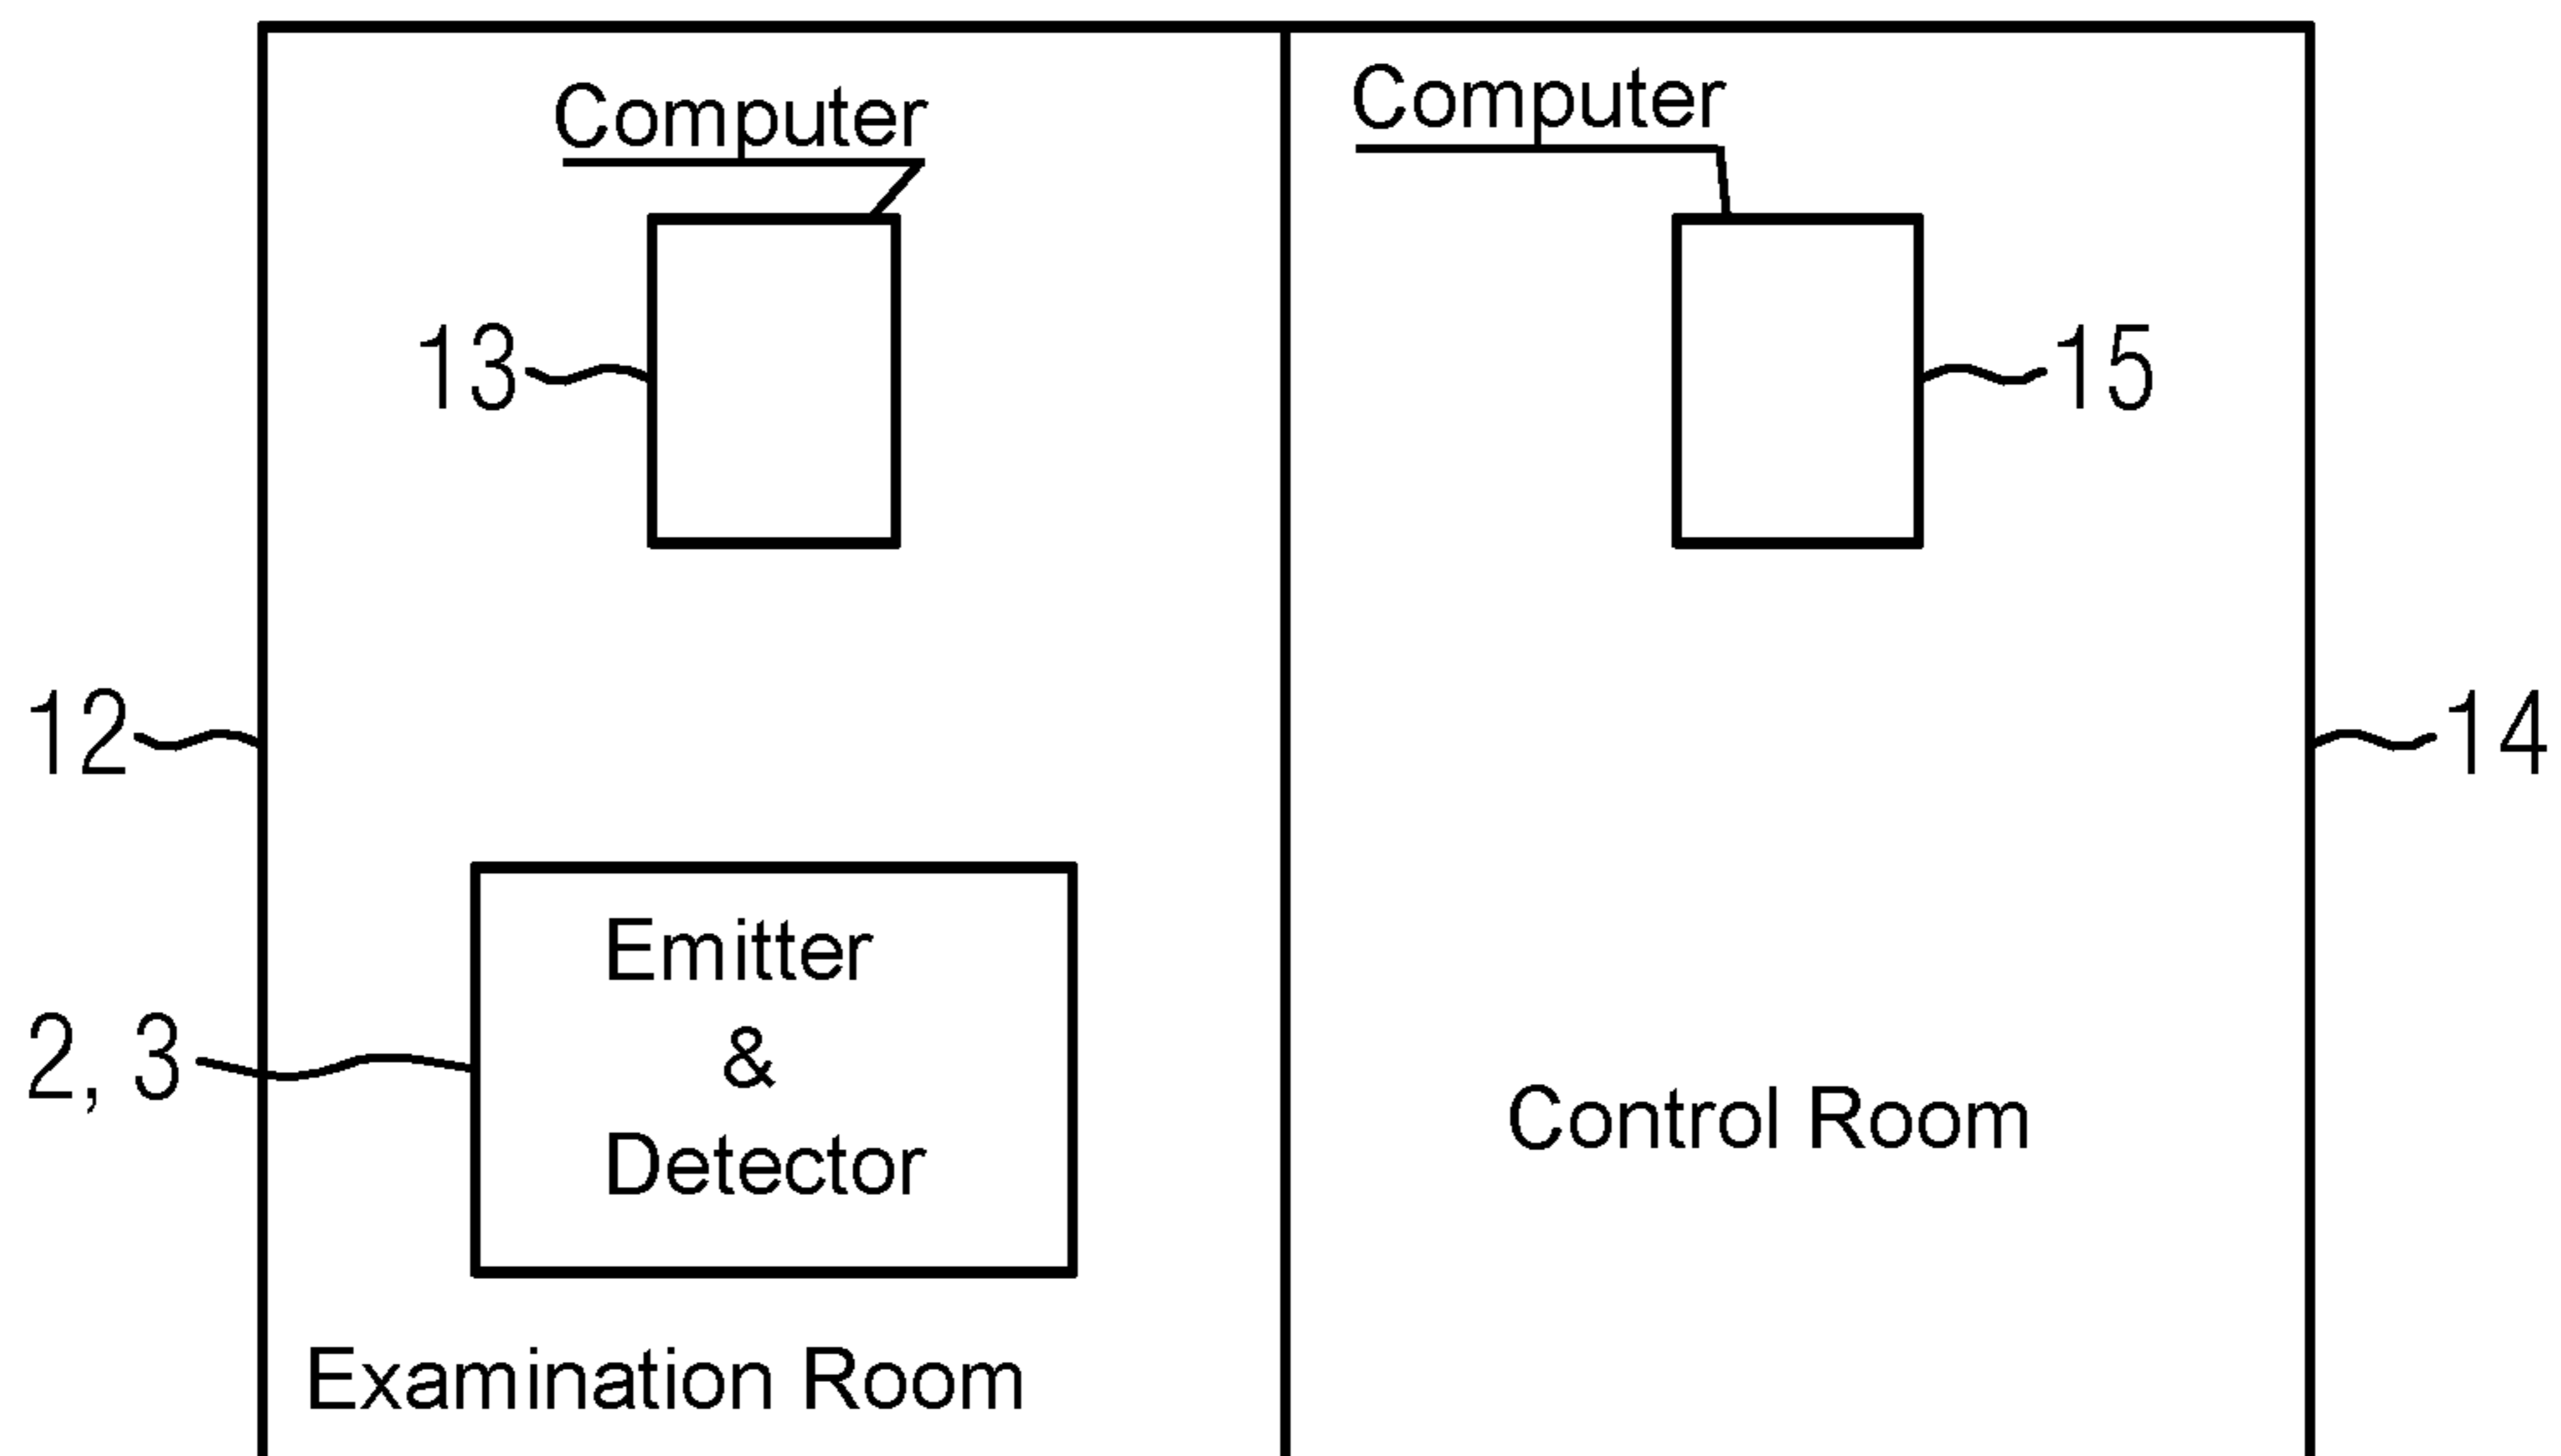 Computer
Computer
13
15
12
14
Emitter
&
Detector
2, 3
Control Room
Examination Room